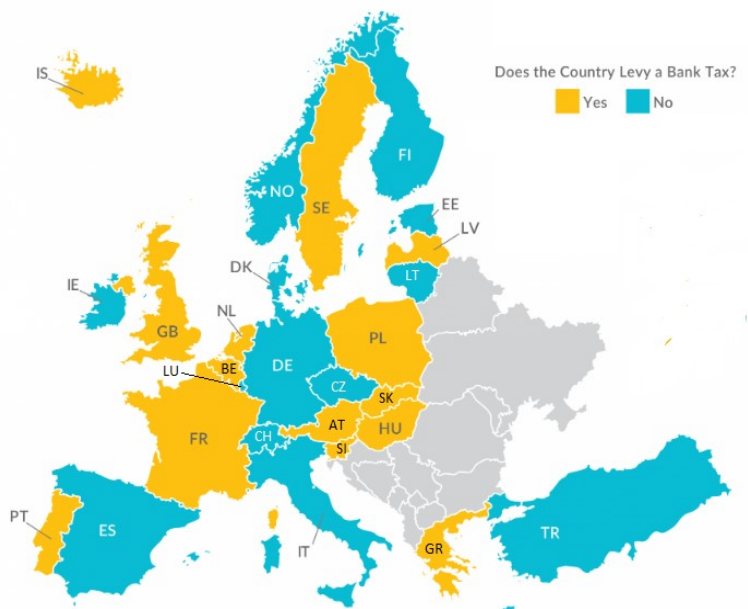 Does the Country Levy a Bank Tax?
Yes No
IS
FI
NO
SE
EE
LV
DK
LT
IE
NL
GB
PL
BE
DE
LU
CZ
SK
AT
HU
FR
CH
SI
PT
ES
TR
IT
GR